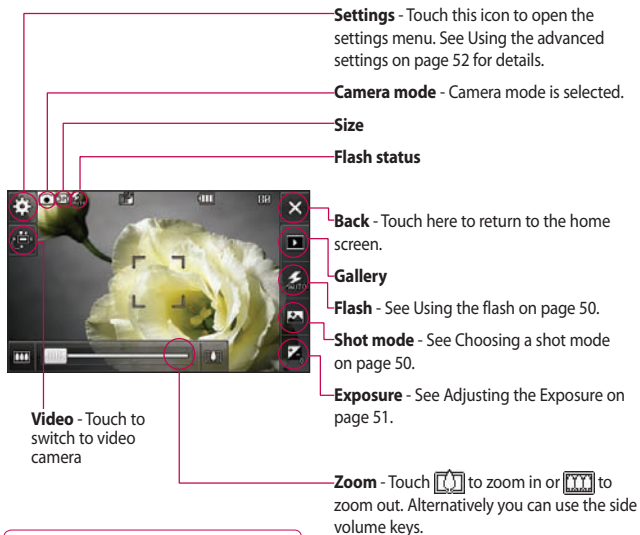 Settings - Touch this icon to open the
settings menu. See Using the advanced
settings on page 52 for details.
Camera mode - Camera mode is selected.
Size
Flash status
Back - Touch here to return to the home
screen.
Gallery
Flash - See Using the flash on page 50.
Shot mode - See Choosing a shot mode
on page 50.
Exposure - See Adjusting the Exposure on
page 51.
Video - Touch to
switch to video
camera
Zoom - Touch to zoom in or to
zoom out. Alternatively you can use the side
volume keys.
AUTO